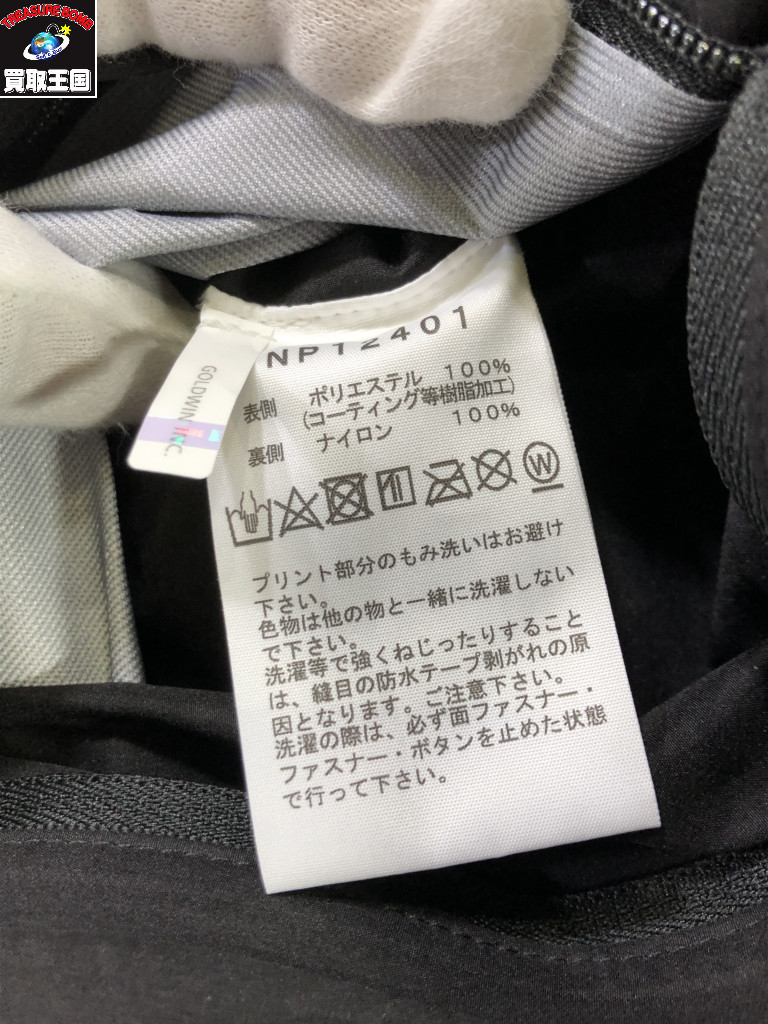 TREASURE BOMB
買取王国
NP12401
表側 ポリエステル 100%
(コーティング等樹脂加工)
裏側 ナイロン 100%
GOLDWIN INC.
W
プリント部分のもみ洗いはお避け
下さい。
色物は他の物と一緒に洗濯しない
で下さい。
洗濯等で強くねじったりすること
は、縫目の防水テープ剥がれの原
因となります。ご注意下さい。
洗濯の際は、必ず面ファスナー・
ファスナー・ボタンを止めた状態
で行って下さい。